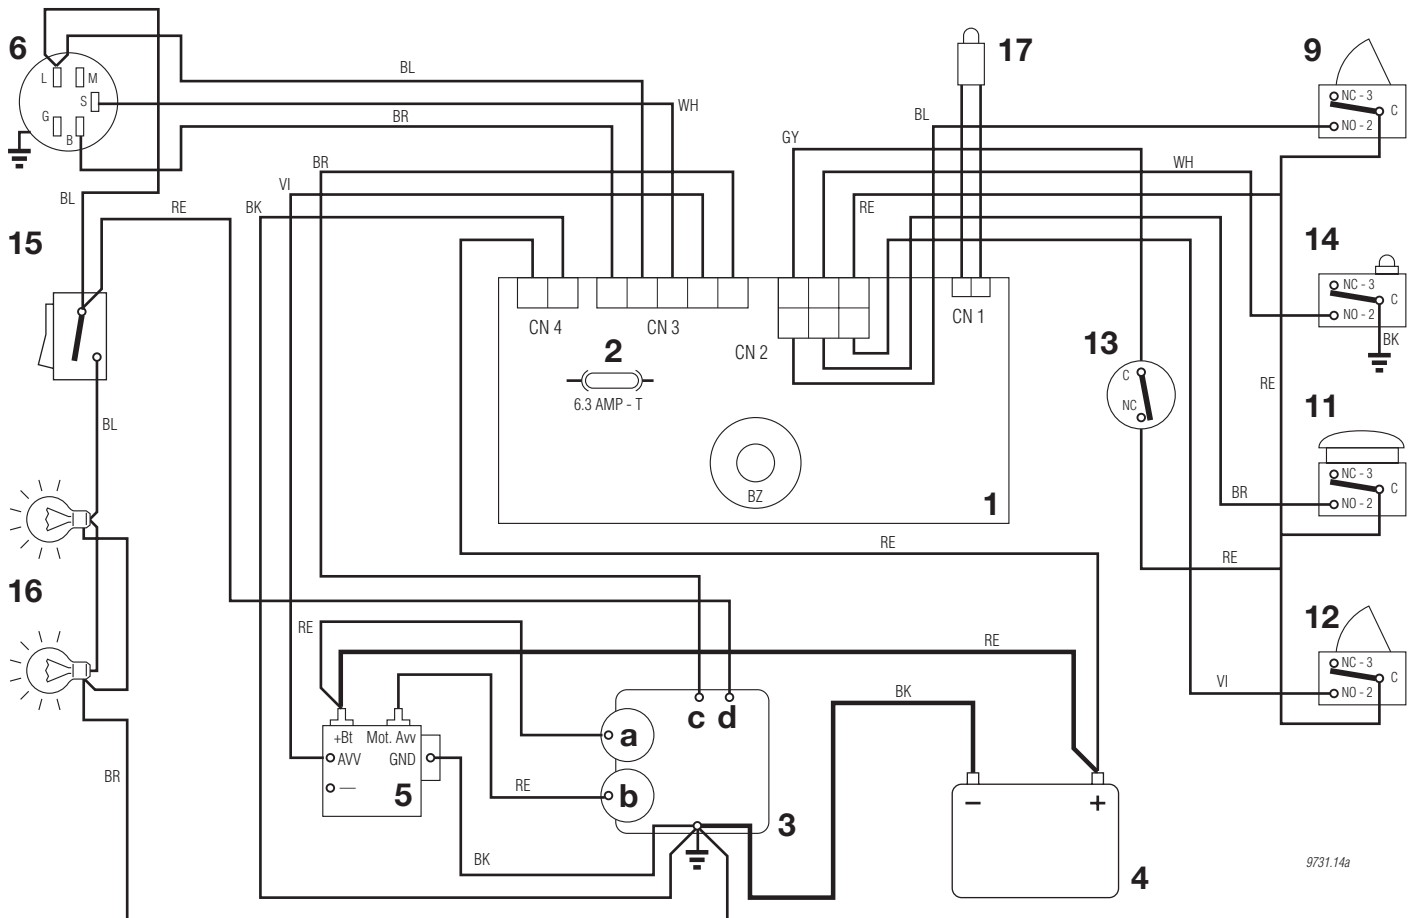 6
L
M
S
G
B
BL
WH
BR
17
9
NC - 3
C
NO - 2
BL
GY
BR
WH
VI
BL
RE
BK
RE
15
14
NC - 3
C
NO - 2
BK
CN 4
CN 3
CN 2
CN 1
2
6.3 AMP - T
13
C
NC
RE
11
NC - 3
C
NO - 2
BL
BZ
1
BR
RE
RE
16
12
NC - 3
C
NO - 2
VI
RE
RE
BK
c
d
+Bt
Mot. Avv
a
AVV
GND
—
5
RE
b
BR
3
−
+
BK
4
9731.14a